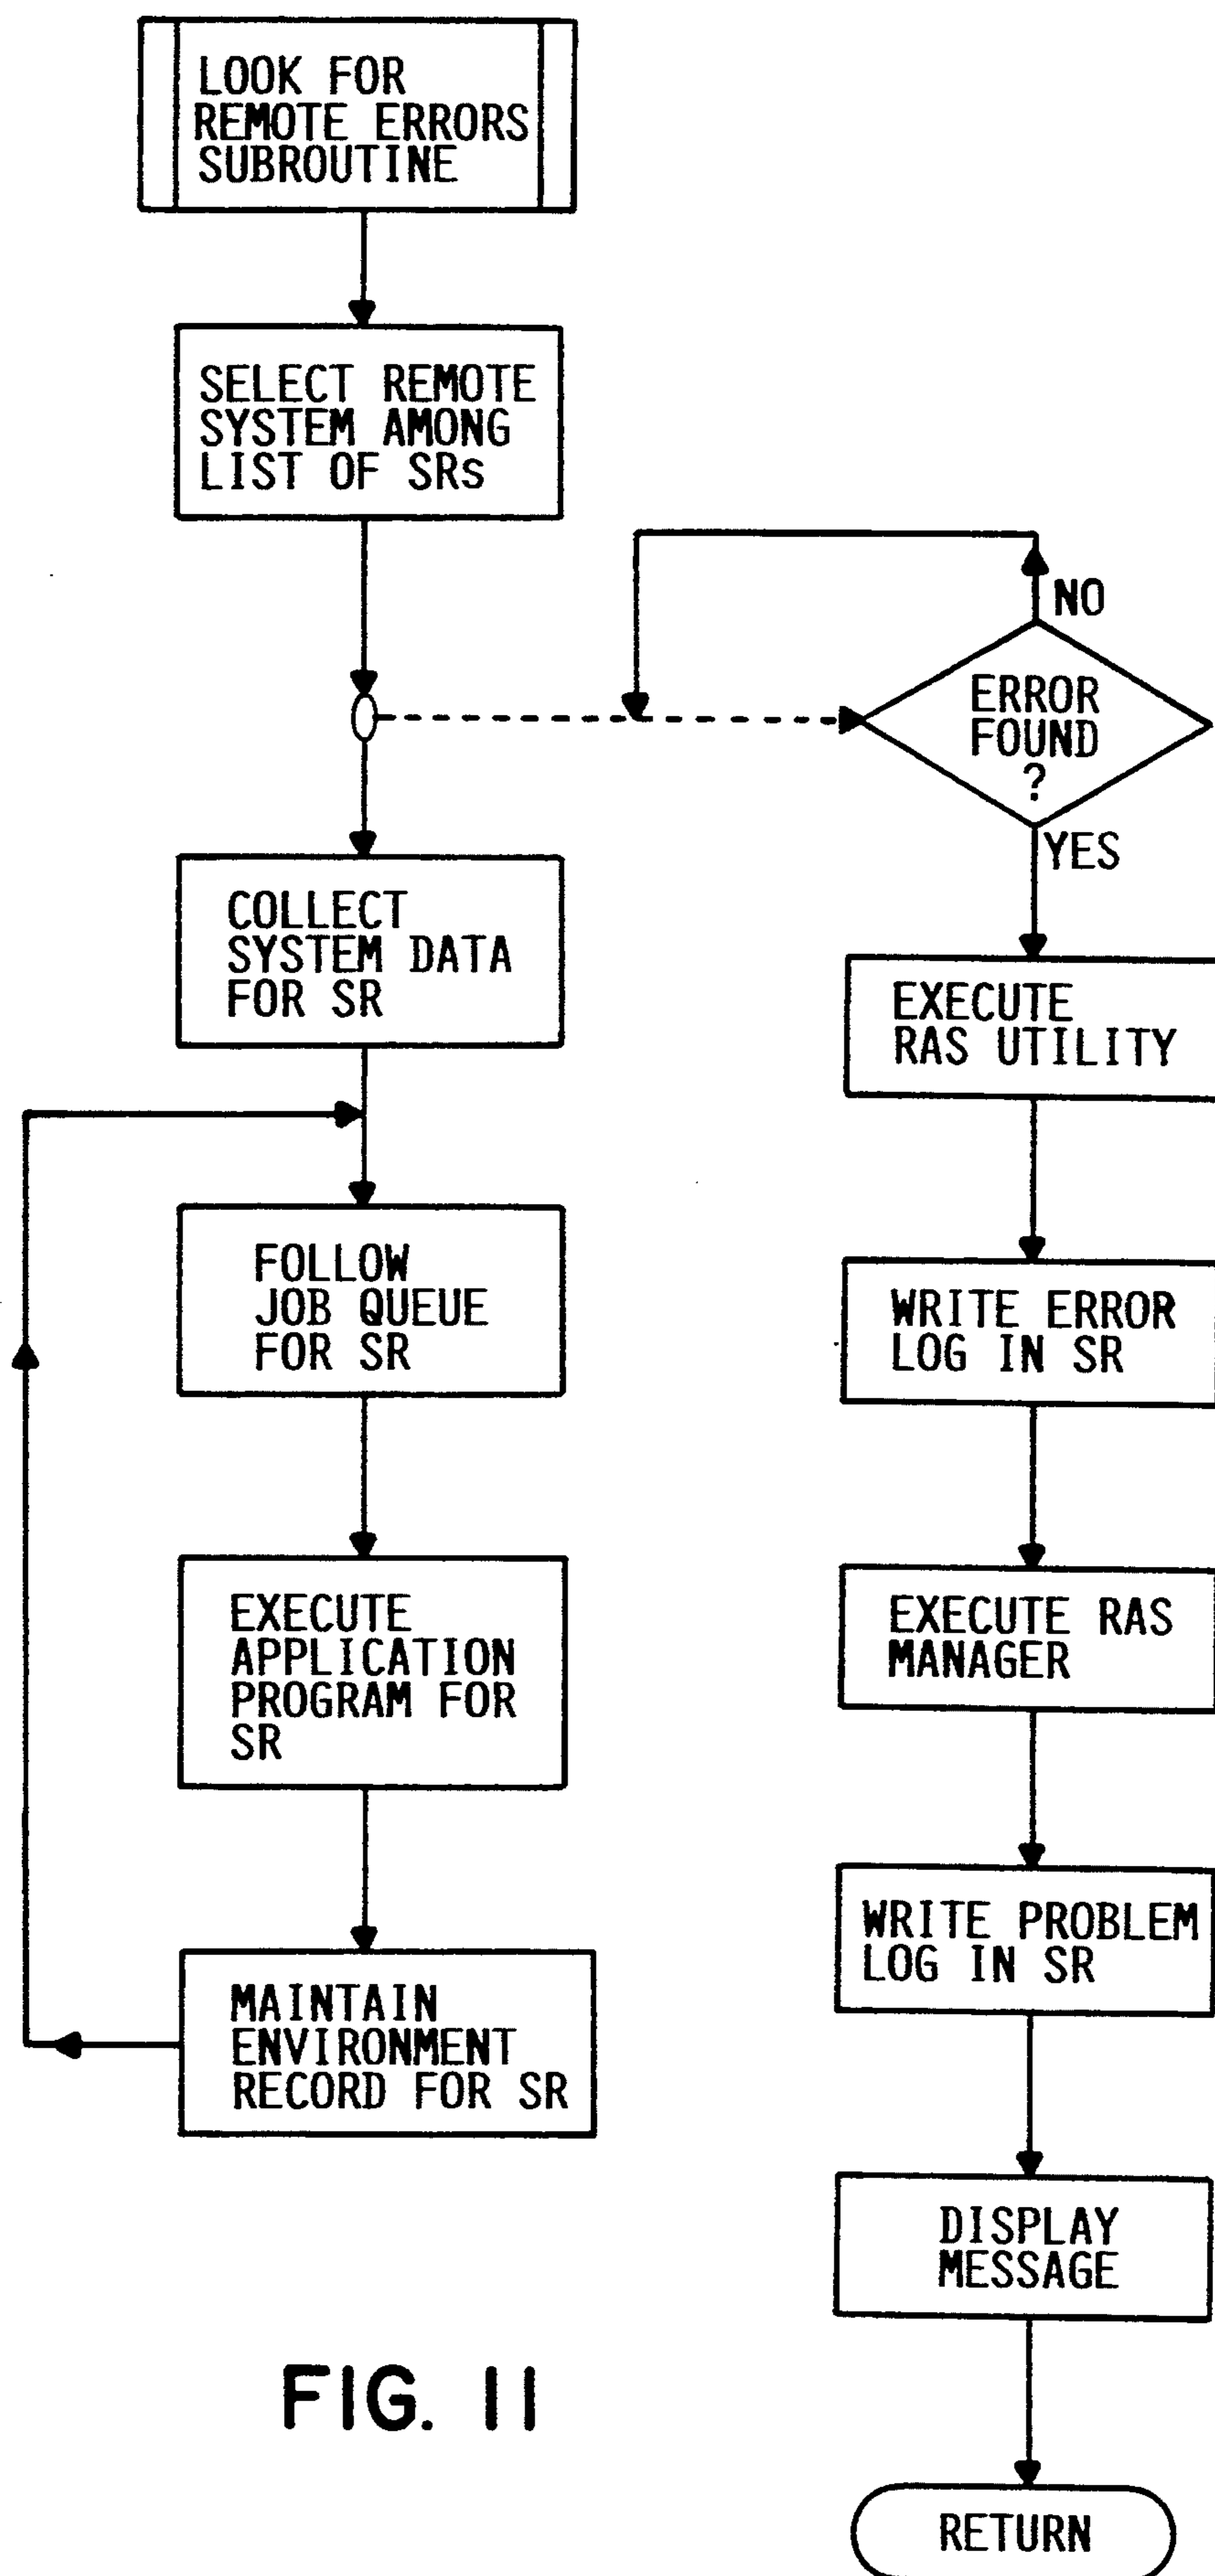 LOOK FOR
REMOTE ERRORS
SUBROUTINE
SELECT REMOTE
SYSTEM AMONG
LIST OF SRs
COLLECT
SYSTEM DATA
FOR SR
FOLLOW
JOB QUEUE
FOR SR
EXECUTE
APPLICATION
PROGRAM FOR
SR
MAINTAIN
ENVIRONMENT
RECORD FOR SR
NO
ERROR
FOUND
?
YES
EXECUTE
RAS UTILITY
WRITE ERROR
LOG IN SR
EXECUTE RAS
MANAGER
WRITE PROBLEM
LOG IN SR
DISPLAY
MESSAGE
RETURN
FIG. 11